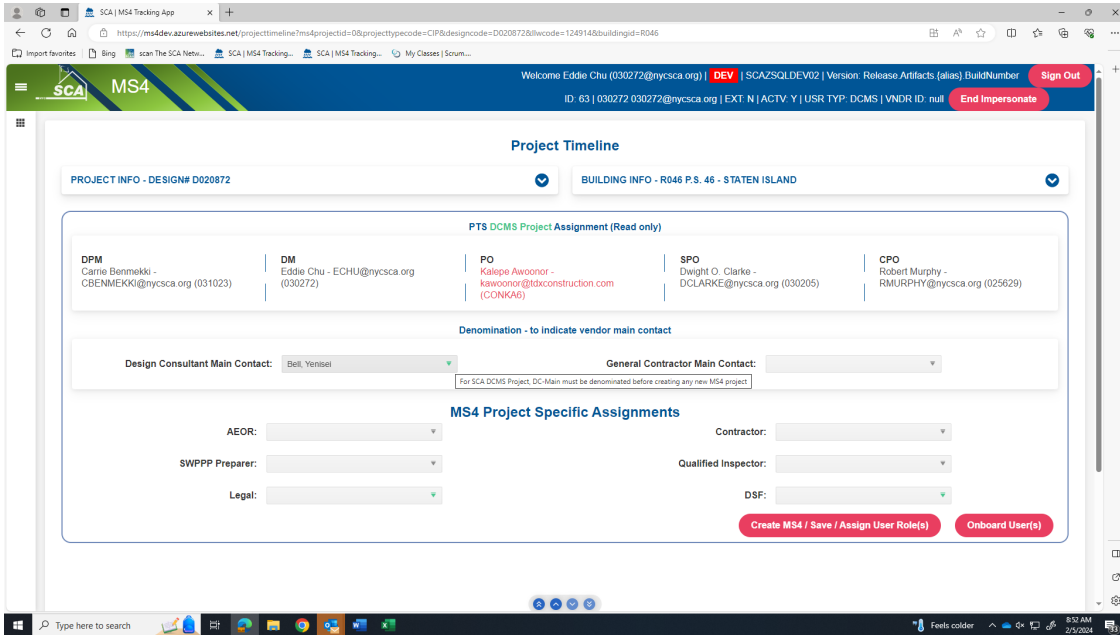 SCA | MS4 Tracking App
https://ms4dev.azurewebsites.net/projecttimeline?ms4projectid=0&projecttypecode=CIP&designcode=D020872&llwcode=124914&buildingid=R046
Import favorites
Bing
scan The SCA Netw...
SCA | MS4 Tracking...
SCA | MS4 Tracking...
My Classes | Scrum....
SCA
MS4
Welcome Eddie Chu (030272@nycsca.org) | DEV | SCAZSQLDEV02 | Version: Release.Artifacts.{alias}.BuildNumber
Sign Out
ID: 63 | 030272 030272@nycsca.org | EXT: N | ACTV: Y | USR TYP: DCMS | VNDR ID: null
End Impersonate
Project Timeline
PROJECT INFO - DESIGN# D020872
BUILDING INFO - R046 P.S. 46 - STATEN ISLAND
PTS DCMS Project Assignment (Read only)
DPM
Carrie Benmekki -
CBENMEKKI@nycsca.org (031023)
DM
Eddie Chu - ECHU@nycsca.org
(030272)
PO
Kalepe Awoonor -
kawoonor@tdxconstruction.com
(CONKA6)
SPO
Dwight O. Clarke -
DCLARKE@nycsca.org (030205)
CPO
Robert Murphy -
RMURPHY@nycsca.org (025629)
Denomination - to indicate vendor main contact
Design Consultant Main Contact: Bell, Yenisei
General Contractor Main Contact:
For SCA DCMS Project, DC-Main must be denominated before creating any new MS4 project
MS4 Project Specific Assignments
AEOR:
Contractor:
SWPPP Preparer:
Qualified Inspector:
Legal:
DSF:
Create MS4 / Save / Assign User Role(s)
Onboard User(s)
Type here to search
Feels colder
8:52 AM
2/5/2024